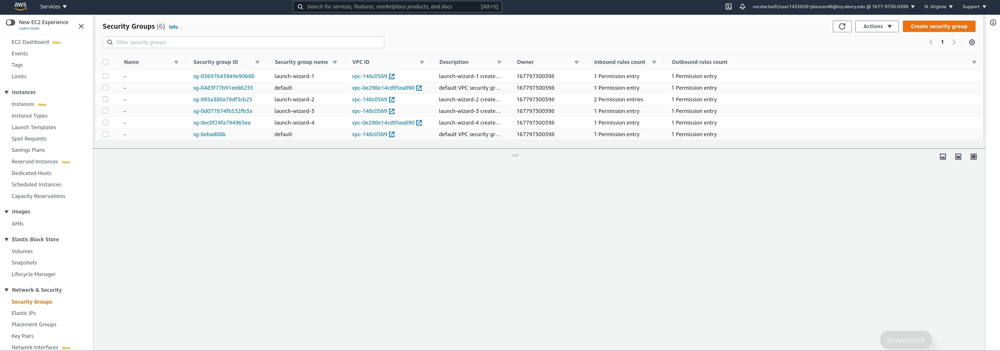 aws Services Search for services, features, marketplace products, and docs [Alt+S] vocstartsoft/user1433928=jduncan46@my.devry.edu @ 1677-9730-0398 N. Virginia Support
New EC2 Experience
Learn more
EC2 Dashboard New
Events
Tags
Limits
Instances
Instances New
Instance Types
Launch Templates
Spot Requests
Savings Plans
Reserved Instances New
Dedicated Hosts
Scheduled Instances
Capacity Reservations
Images
AMIs
Elastic Block Store
Volumes
Snapshots
Lifecycle Manager
Network & Security
Security Groups
Elastic IPs
Placement Groups
Key Pairs
Network Interfaces New
Security Groups (6) Info Actions Create security group
Filter security groups 1
Name Security group ID Security group name VPC ID Description Owner Inbound rules count Outbound rules count
– sg-03697643949e90b80 launch-wizard-1 vpc-148c0569 launch-wizard-1 create... 167797300398 1 Permission entry 1 Permission entry
– sg-0483f77b91ee66235 default vpc-0e298e14cd95ea890 default VPC security gr... 167797300398 1 Permission entry 1 Permission entry
– sg-095a380a78df3cb25 launch-wizard-2 vpc-148c0569 launch-wizard-2 create... 167797300398 2 Permission entries 1 Permission entry
– sg-0d077874fb532fb3a launch-wizard-3 vpc-148c0569 launch-wizard-3 create... 167797300398 1 Permission entry 1 Permission entry
– sg-0ec0f24fa794965ea launch-wizard-4 vpc-0e298e14cd95ea890 launch-wizard-4 create... 167797300398 1 Permission entry 1 Permission entry
– sg-6ebad06b default vpc-148c0569 default VPC security gr... 167797300398 1 Permission entry 1 Permission entry
Screenshot